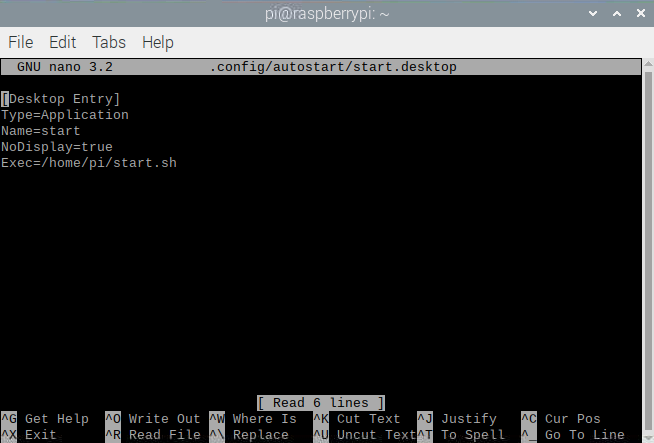 pi@raspberrypi: ~
File Edit Tabs Help
GNU nano 3.2 .config/autostart/start.desktop
[Desktop Entry]
Type=Application
Name=start
NoDisplay=true
Exec=/home/pi/start.sh
[ Read 6 lines ]
^G Get Help ^O Write Out ^W Where Is ^K Cut Text ^J Justify ^C Cur Pos
^X Exit ^R Read File ^\ Replace ^U Uncut Text^T To Spell ^_ Go To Line